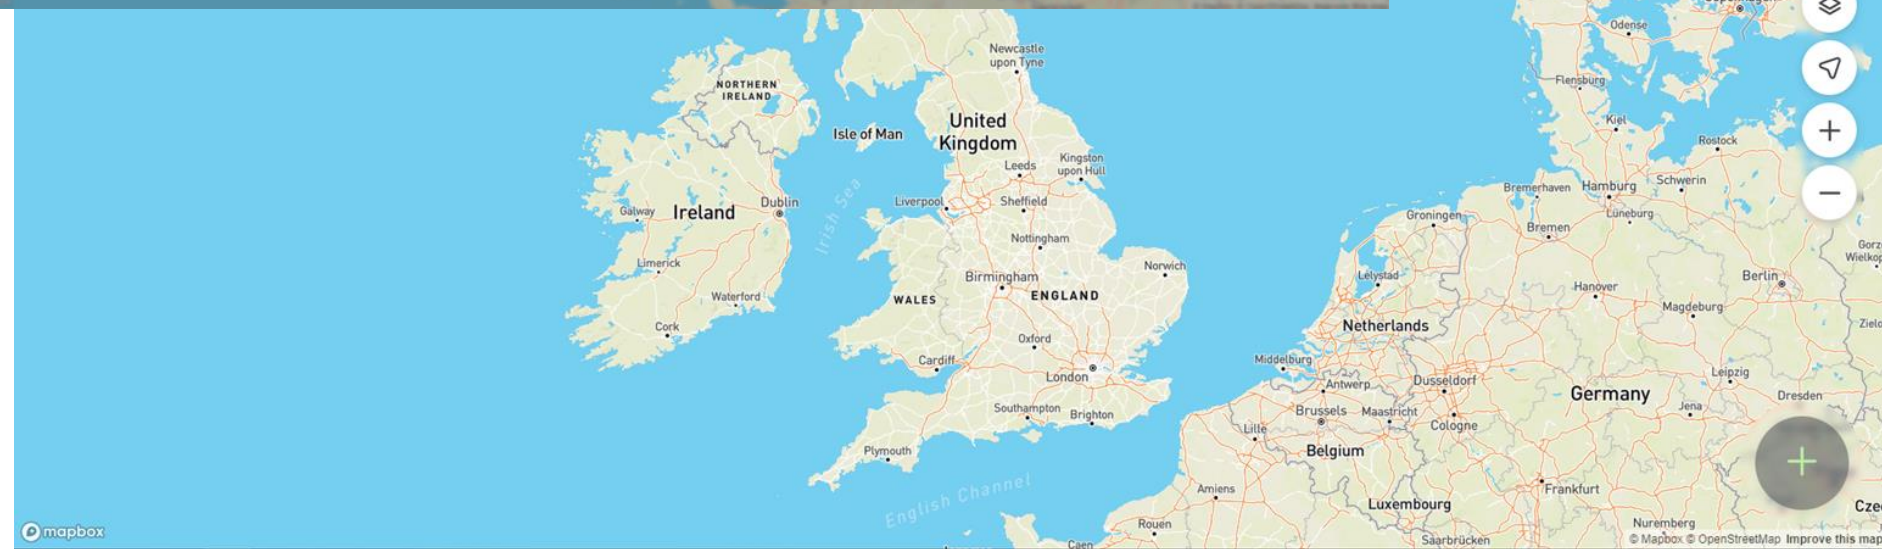 Odense
Newcastle
upon Tyne
Flensburg
NORTHERN
IRELAND
Kiel
United
Kingdom
Isle of Man
Rostock
Leeds
Kingston
upon Hull
Schwerin
Bremerhaven
Hamburg
Irish Sea
Liverpool
Sheffield
Dublin
Galway
Ireland
Groningen
Lüneburg
Bremen
Nottingham
Limerick
Norwich
Birmingham
Lelystad
Berlin
Hanover
WALES
ENGLAND
Waterford
Magdeburg
Cork
Netherlands
Oxford
Cardiff
London
Middelburg
Antwerp
Dusseldorf
Leipzig
Germany
Dresden
Southampton
Brighton
Brussels
Maastricht
Jena
Lille
Cologne
Plymouth
Belgium
English Channel
Amiens
Frankfurt
Luxembourg
Rouen
Nuremberg
mapbox
Saarbrücken
Caen
© Mapbox © OpenStreetMap Improve this map